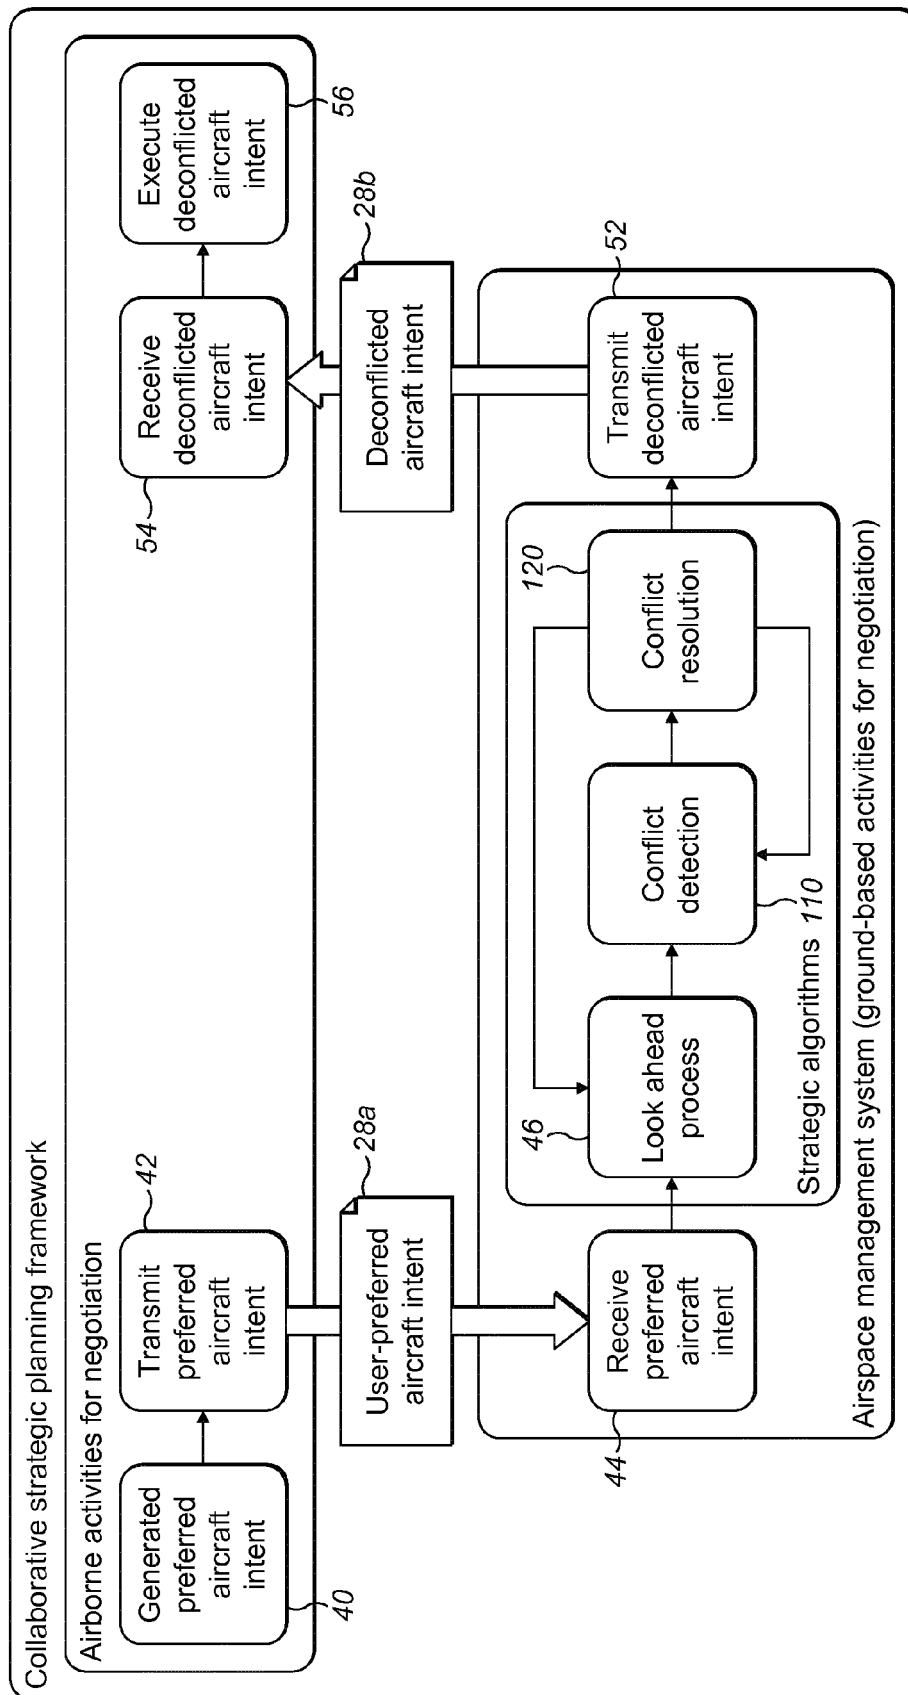 Collaborative strategic planning framework
Airborne activities for negotiation
Generated
preferred
aircraft
intent
40
Transmit
preferred
aircraft
intent
42
Receive
deconflicted
aircraft
intent
54
Execute
deconflicted
aircraft
intent
56
User-preferred
aircraft intent
28a
Deconflicted
aircraft intent
28b
Receive
preferred
aircraft
intent
44
46
Look ahead
process
Conflict
detection
110
120
Conflict
resolution
Strategic algorithms
52
Transmit
deconflicted
aircraft
intent
Airspace management system (ground-based activities for negotiation)